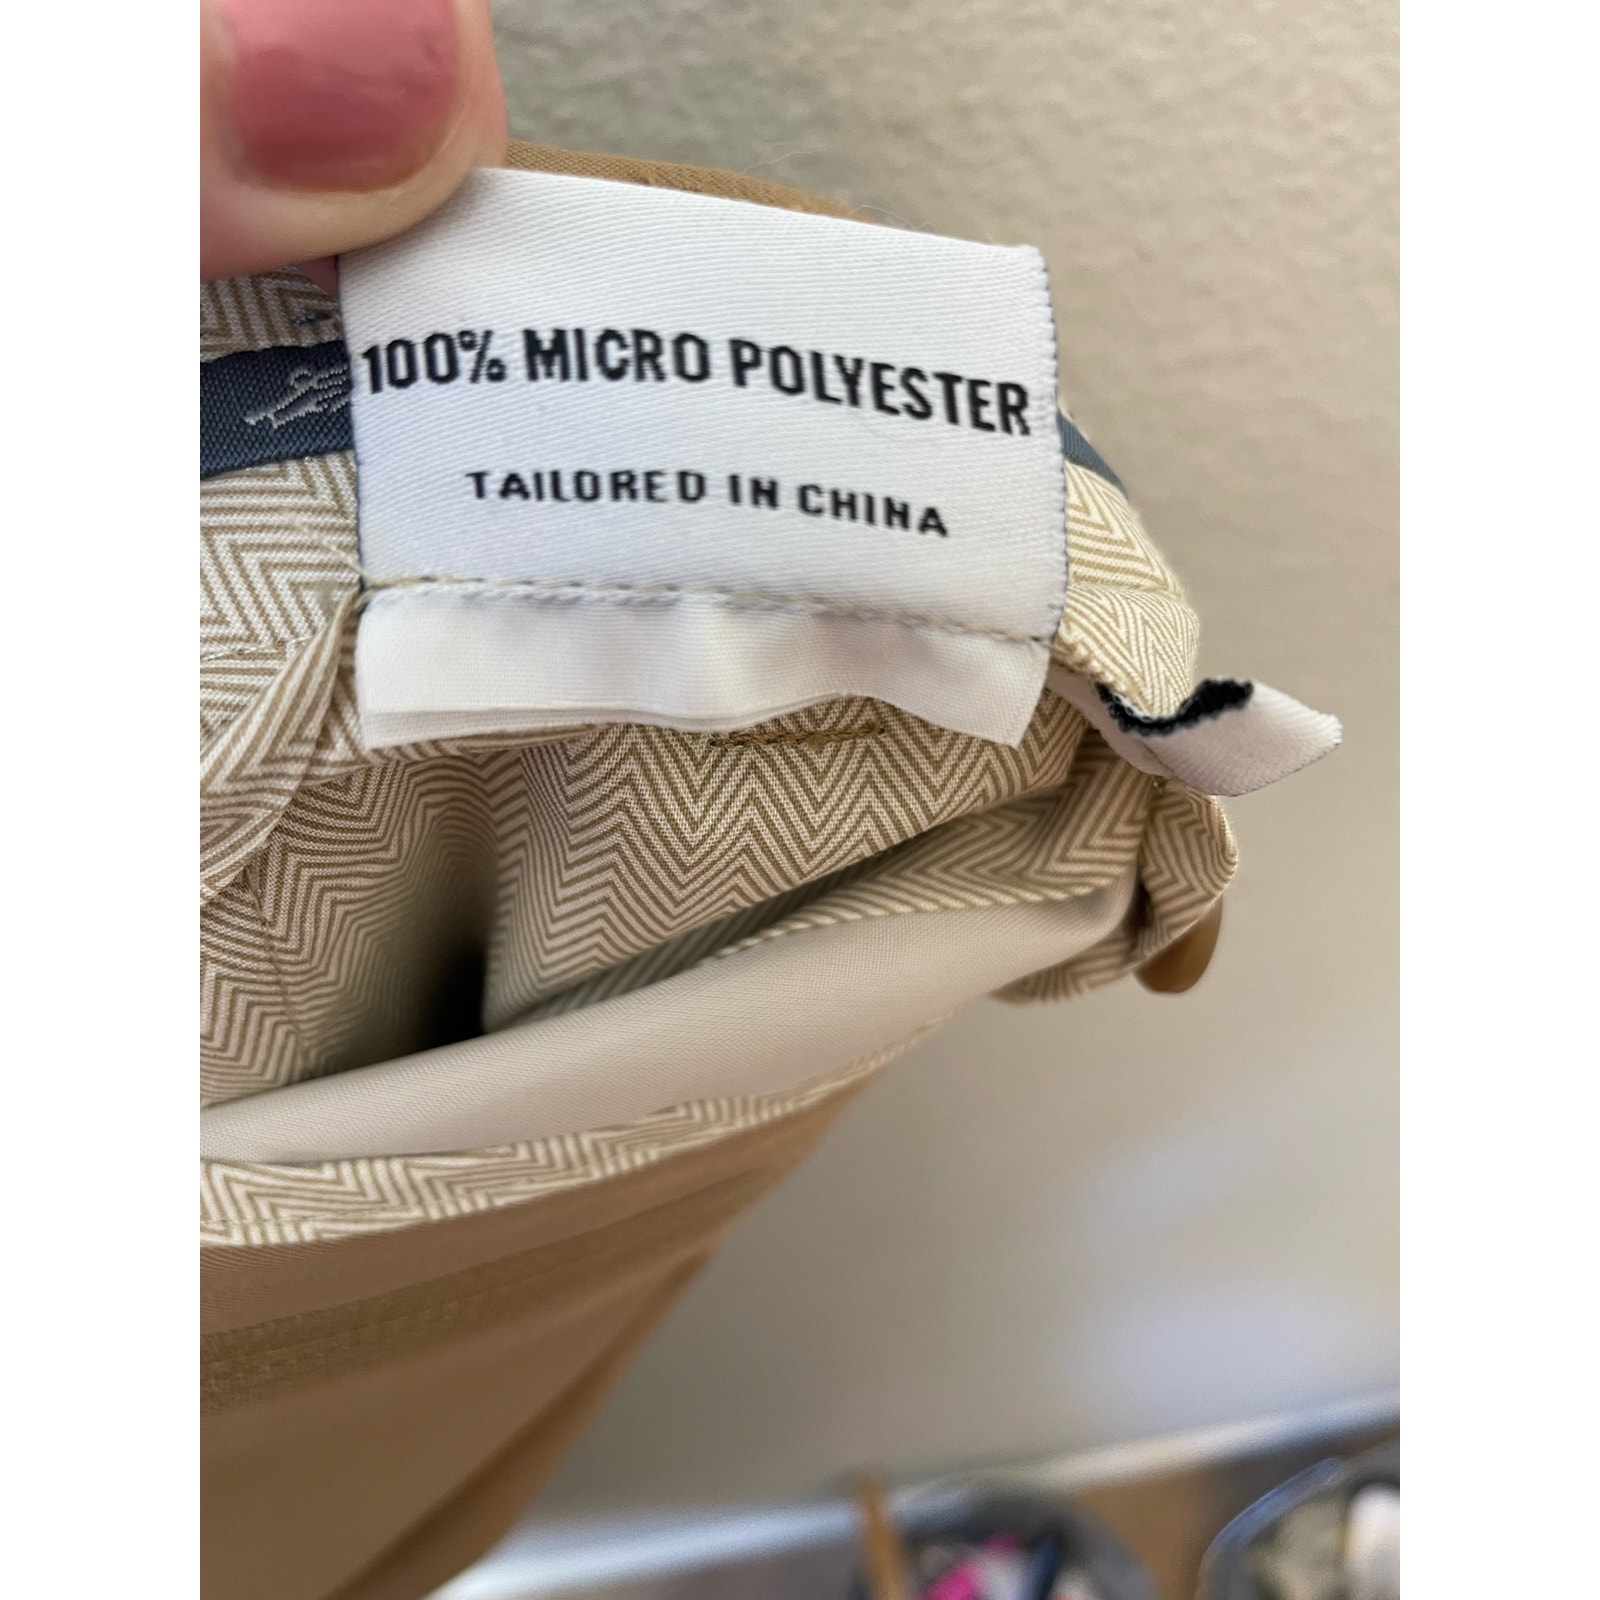 100% MICRO POLYESTER
TAILORED IN CHINA